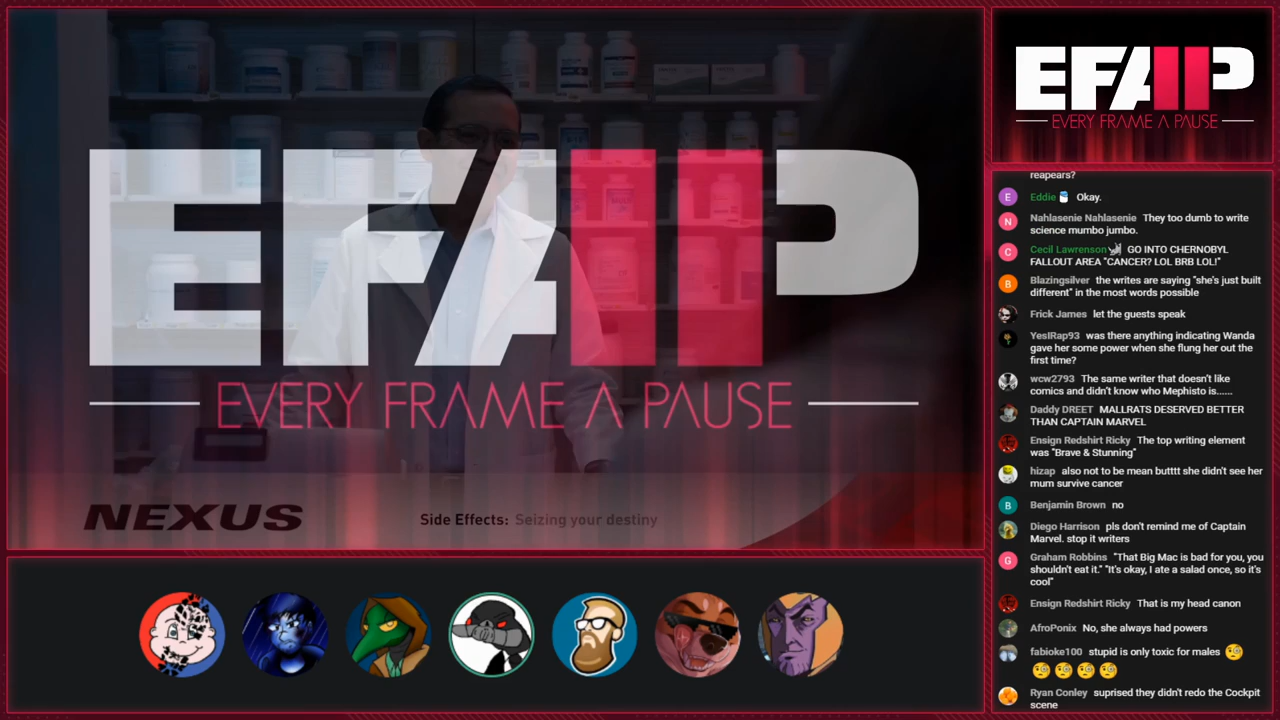 EFAP
EVERY FRAME A PAUSE
NEXUS
Side Effects: Seizing your destiny
EFAP
EVERY FRAME A PAUSE
reapears?
Eddie Okay.
Nahlasenie Nahlasenie They too dumb to write
science mumbo jumbo.
Cecil Lawrenson GO INTO CHERNOBYL
FALLOUT AREA "CANCER? LOL BRB LOL!"
Blazingsilver the writes are saying "she's just built
different" in the most words possible
Frick James let the guests speak
YesIRap93 was there anything indicating Wanda
gave her some power when she flung her out the
first time?
wcw2793 The same writer that doesn't like
comics and didn't know who Mephisto is......
Daddy DREET MALLRATS DESERVED BETTER
THAN CAPTAIN MARVEL
Ensign Redshirt Ricky The top writing element
was "Brave & Stunning"
hizap also not to be mean butttt she didn't see her
mum survive cancer
Benjamin Brown no
Diego Harrison pls don't remind me of Captain
Marvel. stop it writers
Graham Robbins "That Big Mac is bad for you, you
shouldn't eat it." "It's okay, I ate a salad once, so it's
cool"
Ensign Redshirt Ricky That is my head canon
AfroPonix No, she always had powers
fabioke100 stupid is only toxic for males
Ryan Conley suprised they didn't redo the Cockpit
scene